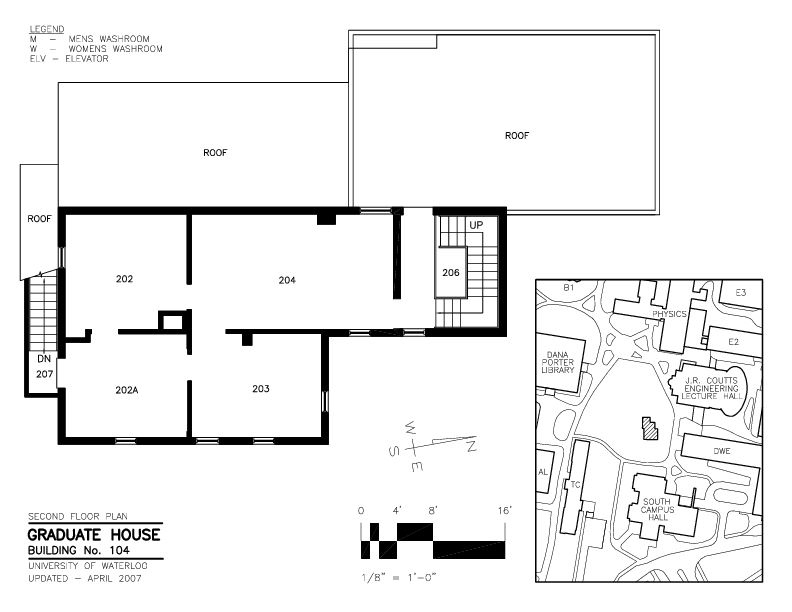 LEGEND
M – MENS WASHROOM
W – WOMENS WASHROOM
ELV – ELEVATOR
ROOF
ROOF
ROOF
UP
202
204
206
DN
207
202A
203
W
S
N
E
B1
E3
PHYSICS
E2
DANA
PORTER
LIBRARY
J.R. COUTTS
ENGINEERING
LECTURE HALL
DWE
AL
TC
SOUTH
CAMPUS
HALL
0 4' 8' 16'
1/8" = 1'-0"
SECOND FLOOR PLAN
GRADUATE HOUSE
BUILDING No. 104
UNIVERSITY OF WATERLOO
UPDATED – APRIL 2007